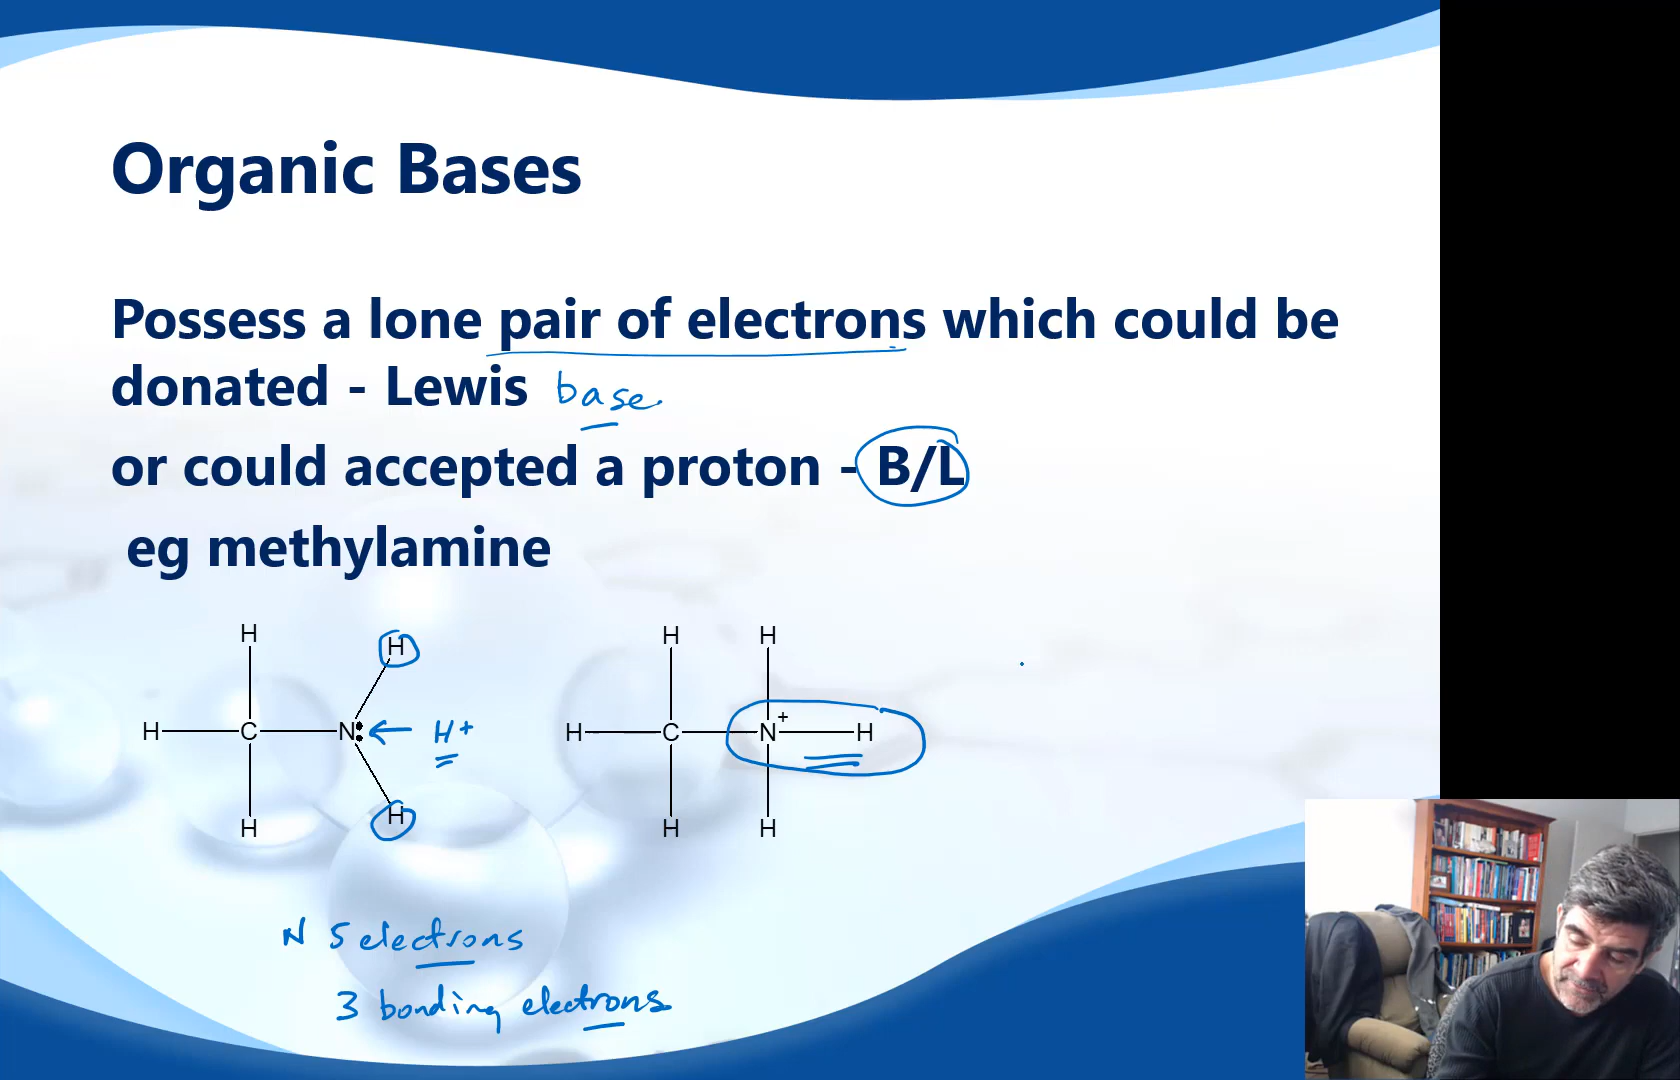 Organic Bases
Possess a lone pair of electrons which could be
donated - Lewis base
or could accepted a proton - B/L
eg methylamine
H H H H
H C N: H+ H C N+ H
H H H H
N 5 electrons
3 bonding electrons